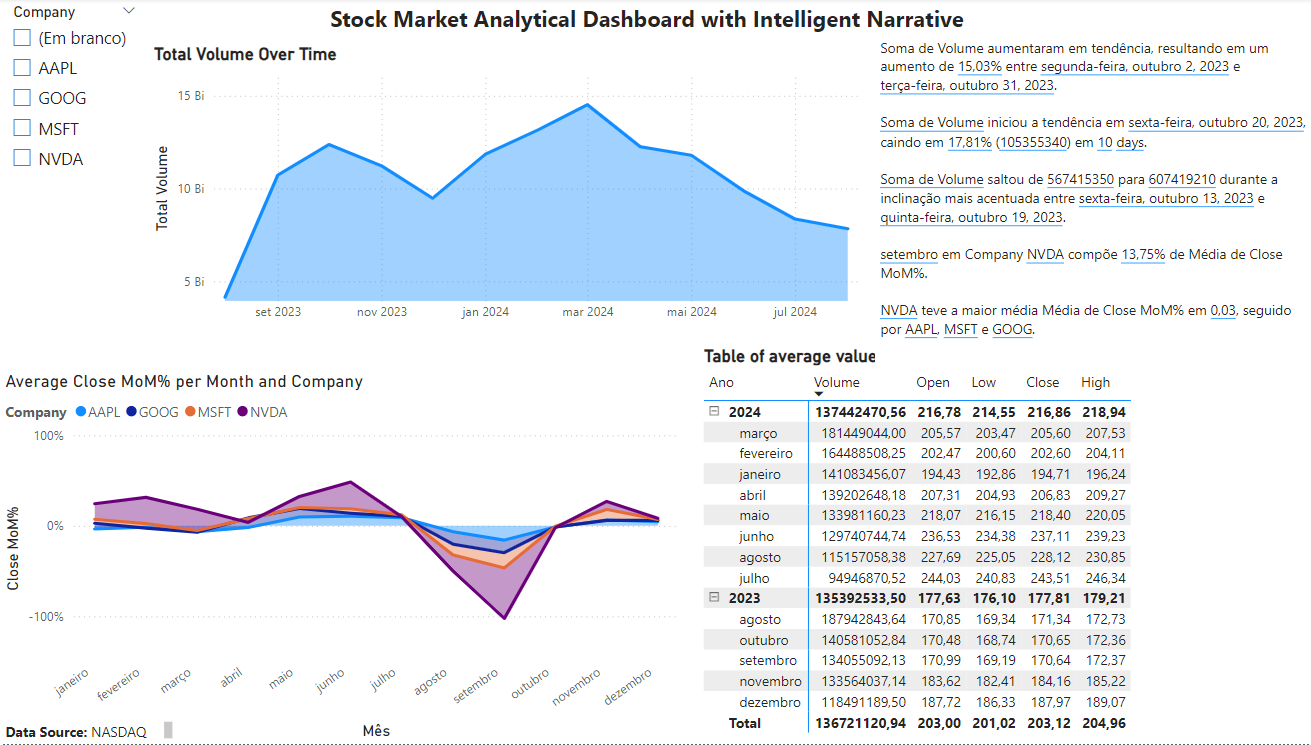 Company
(Em branco)
AAPL
GOOG
MSFT
NVDA
Stock Market Analytical Dashboard with Intelligent Narrative
Total Volume Over Time
Total Volume
15 Bi
10 Bi
5 Bi
set 2023 nov 2023 jan 2024 mar 2024 mai 2024 jul 2024
Soma de Volume aumentaram em tendência, resultando em um
aumento de 15,03% entre segunda-feira, outubro 2, 2023 e
terça-feira, outubro 31, 2023.
Soma de Volume iniciou a tendência em sexta-feira, outubro 20, 2023,
caindo em 17,81% (105355340) em 10 days.
Soma de Volume saltou de 567415350 para 607419210 durante a
inclinação mais acentuada entre sexta-feira, outubro 13, 2023 e
quinta-feira, outubro 19, 2023.
setembro em Company NVDA compõe 13,75% de Média de Close
MoM%.
NVDA teve a maior média Média de Close MoM% em 0,03, seguido
por AAPL, MSFT e GOOG.
Average Close MoM% per Month and Company
Company AAPL GOOG MSFT NVDA
Close MoM%
100%
0%
-100%
janeiro fevereiro março abril maio junho julho agosto setembro outubro novembro dezembro
Mês
Data Source: NASDAQ
Table of average value
Ano Volume Open Low Close High
2024 137442470,56 216,78 214,55 216,86 218,94
março 181449044,00 205,57 203,47 205,60 207,53
fevereiro 164488508,25 202,47 200,60 202,60 204,11
janeiro 141083456,07 194,43 192,86 194,71 196,24
abril 139202648,18 207,31 204,93 206,83 209,27
maio 133981160,23 218,07 216,15 218,40 220,05
junho 129740744,74 236,53 234,38 237,11 239,23
agosto 115157058,38 227,69 225,05 228,12 230,85
julho 94946870,52 244,03 240,83 243,51 246,34
2023 135392533,50 177,63 176,10 177,81 179,21
agosto 187942843,64 170,85 169,34 171,34 172,73
outubro 140581052,84 170,48 168,74 170,65 172,36
setembro 134055092,13 170,99 169,19 170,64 172,37
novembro 133564037,14 183,62 182,41 184,16 185,22
dezembro 118491189,50 187,72 186,33 187,97 189,07
Total 136721120,94 203,00 201,02 203,12 204,96